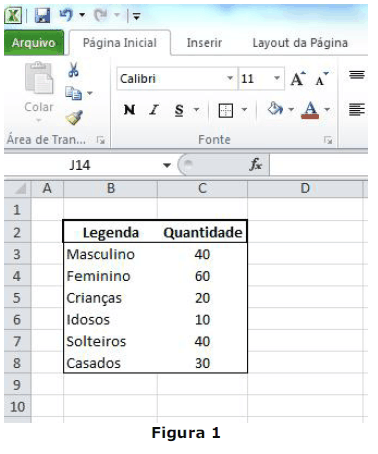 Arquivo Página Inicial Inserir Layout da Página
Calibri 11 A A
Colar N I S A
Área de Tran... Fonte
J14 fx
A B C D
1
2 Legenda Quantidade
3 Masculino 40
4 Feminino 60
5 Crianças 20
6 Idosos 10
7 Solteiros 40
8 Casados 30
9
10
Figura 1